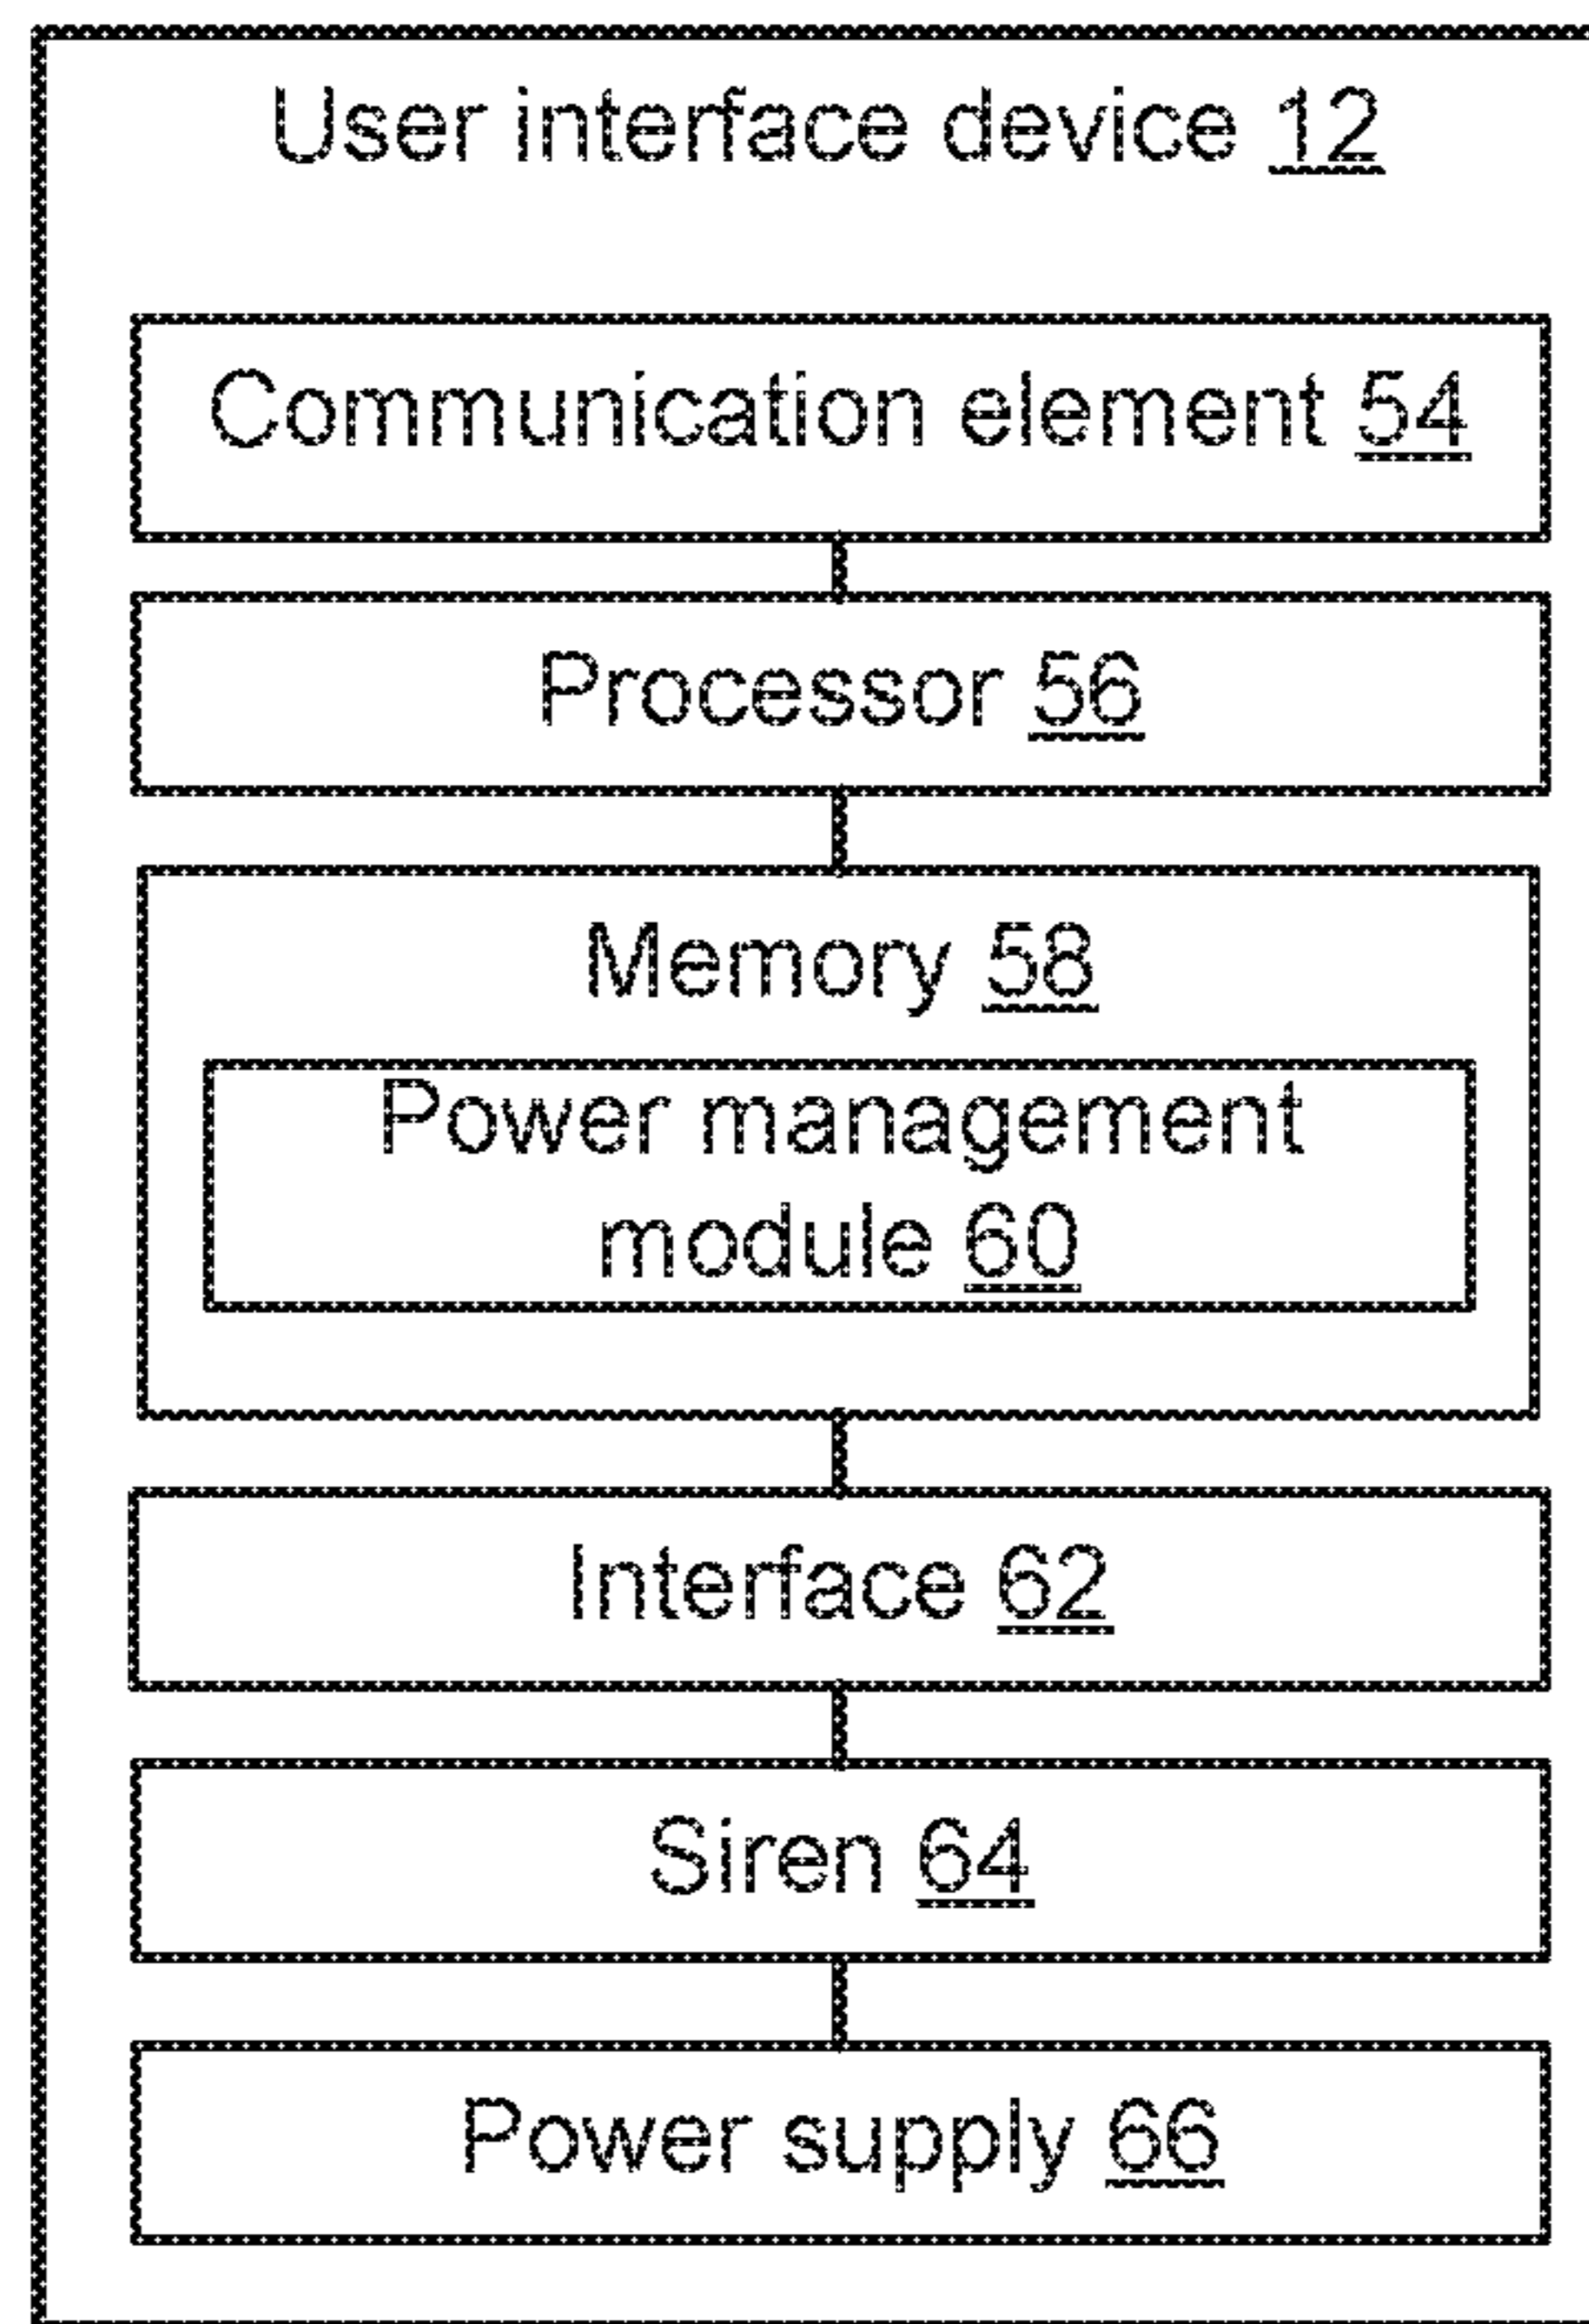 User interface device 12
Communication element 54
Processor 56
Memory 58
Power management
module 60
Interface 62
Siren 64
Power supply 66